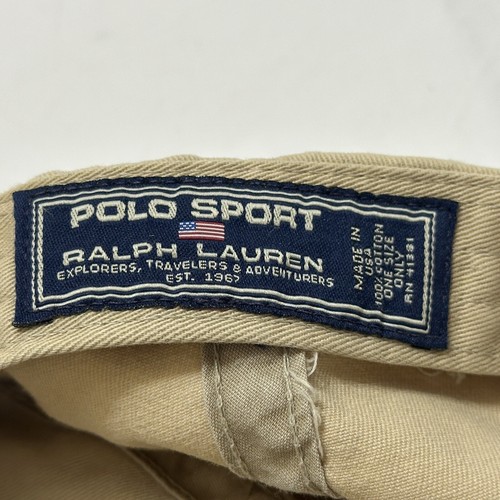 POLO SPORT
RALPH LAUREN
EXPLORERS, TRAVELERS & ADVENTURERS
EST. 1967
MADE IN
USA
100% COTTON
ONE SIZE
ONLY
RN 41381